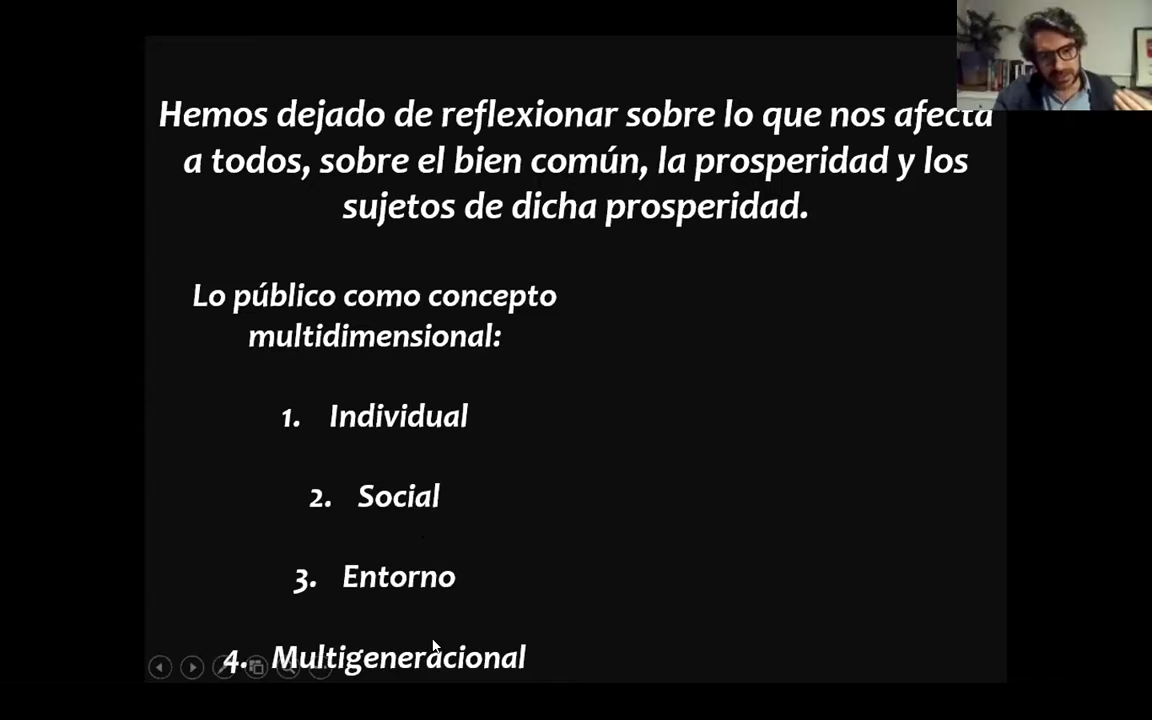 Hemos dejado de reflexionar sobre lo que nos afecta
a todos, sobre el bien común, la prosperidad y los
sujetos de dicha prosperidad.
Lo público como concepto
multidimensional:
1. Individual
2. Social
3. Entorno
4. Multigeneracional